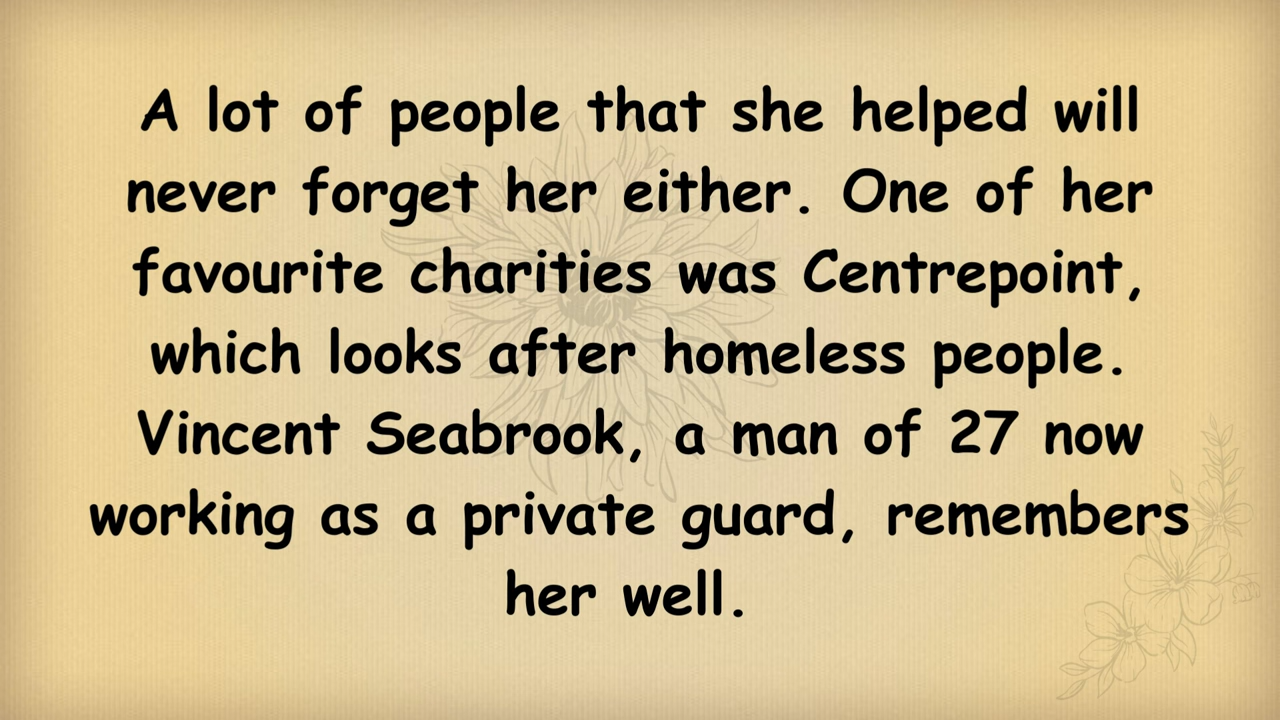 A lot of people that she helped will
never forget her either. One of her
favourite charities was Centrepoint,
which looks after homeless people.
Vincent Seabrook, a man of 27 now
working as a private guard, remembers
her well.